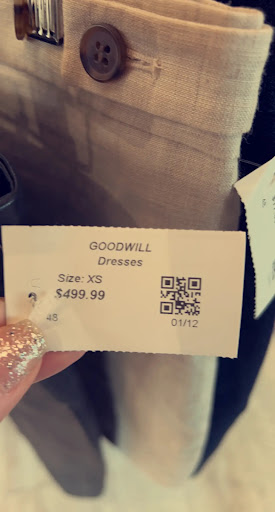 GOODWILL
Dresses
Size: XS
$499.99
48
01/12